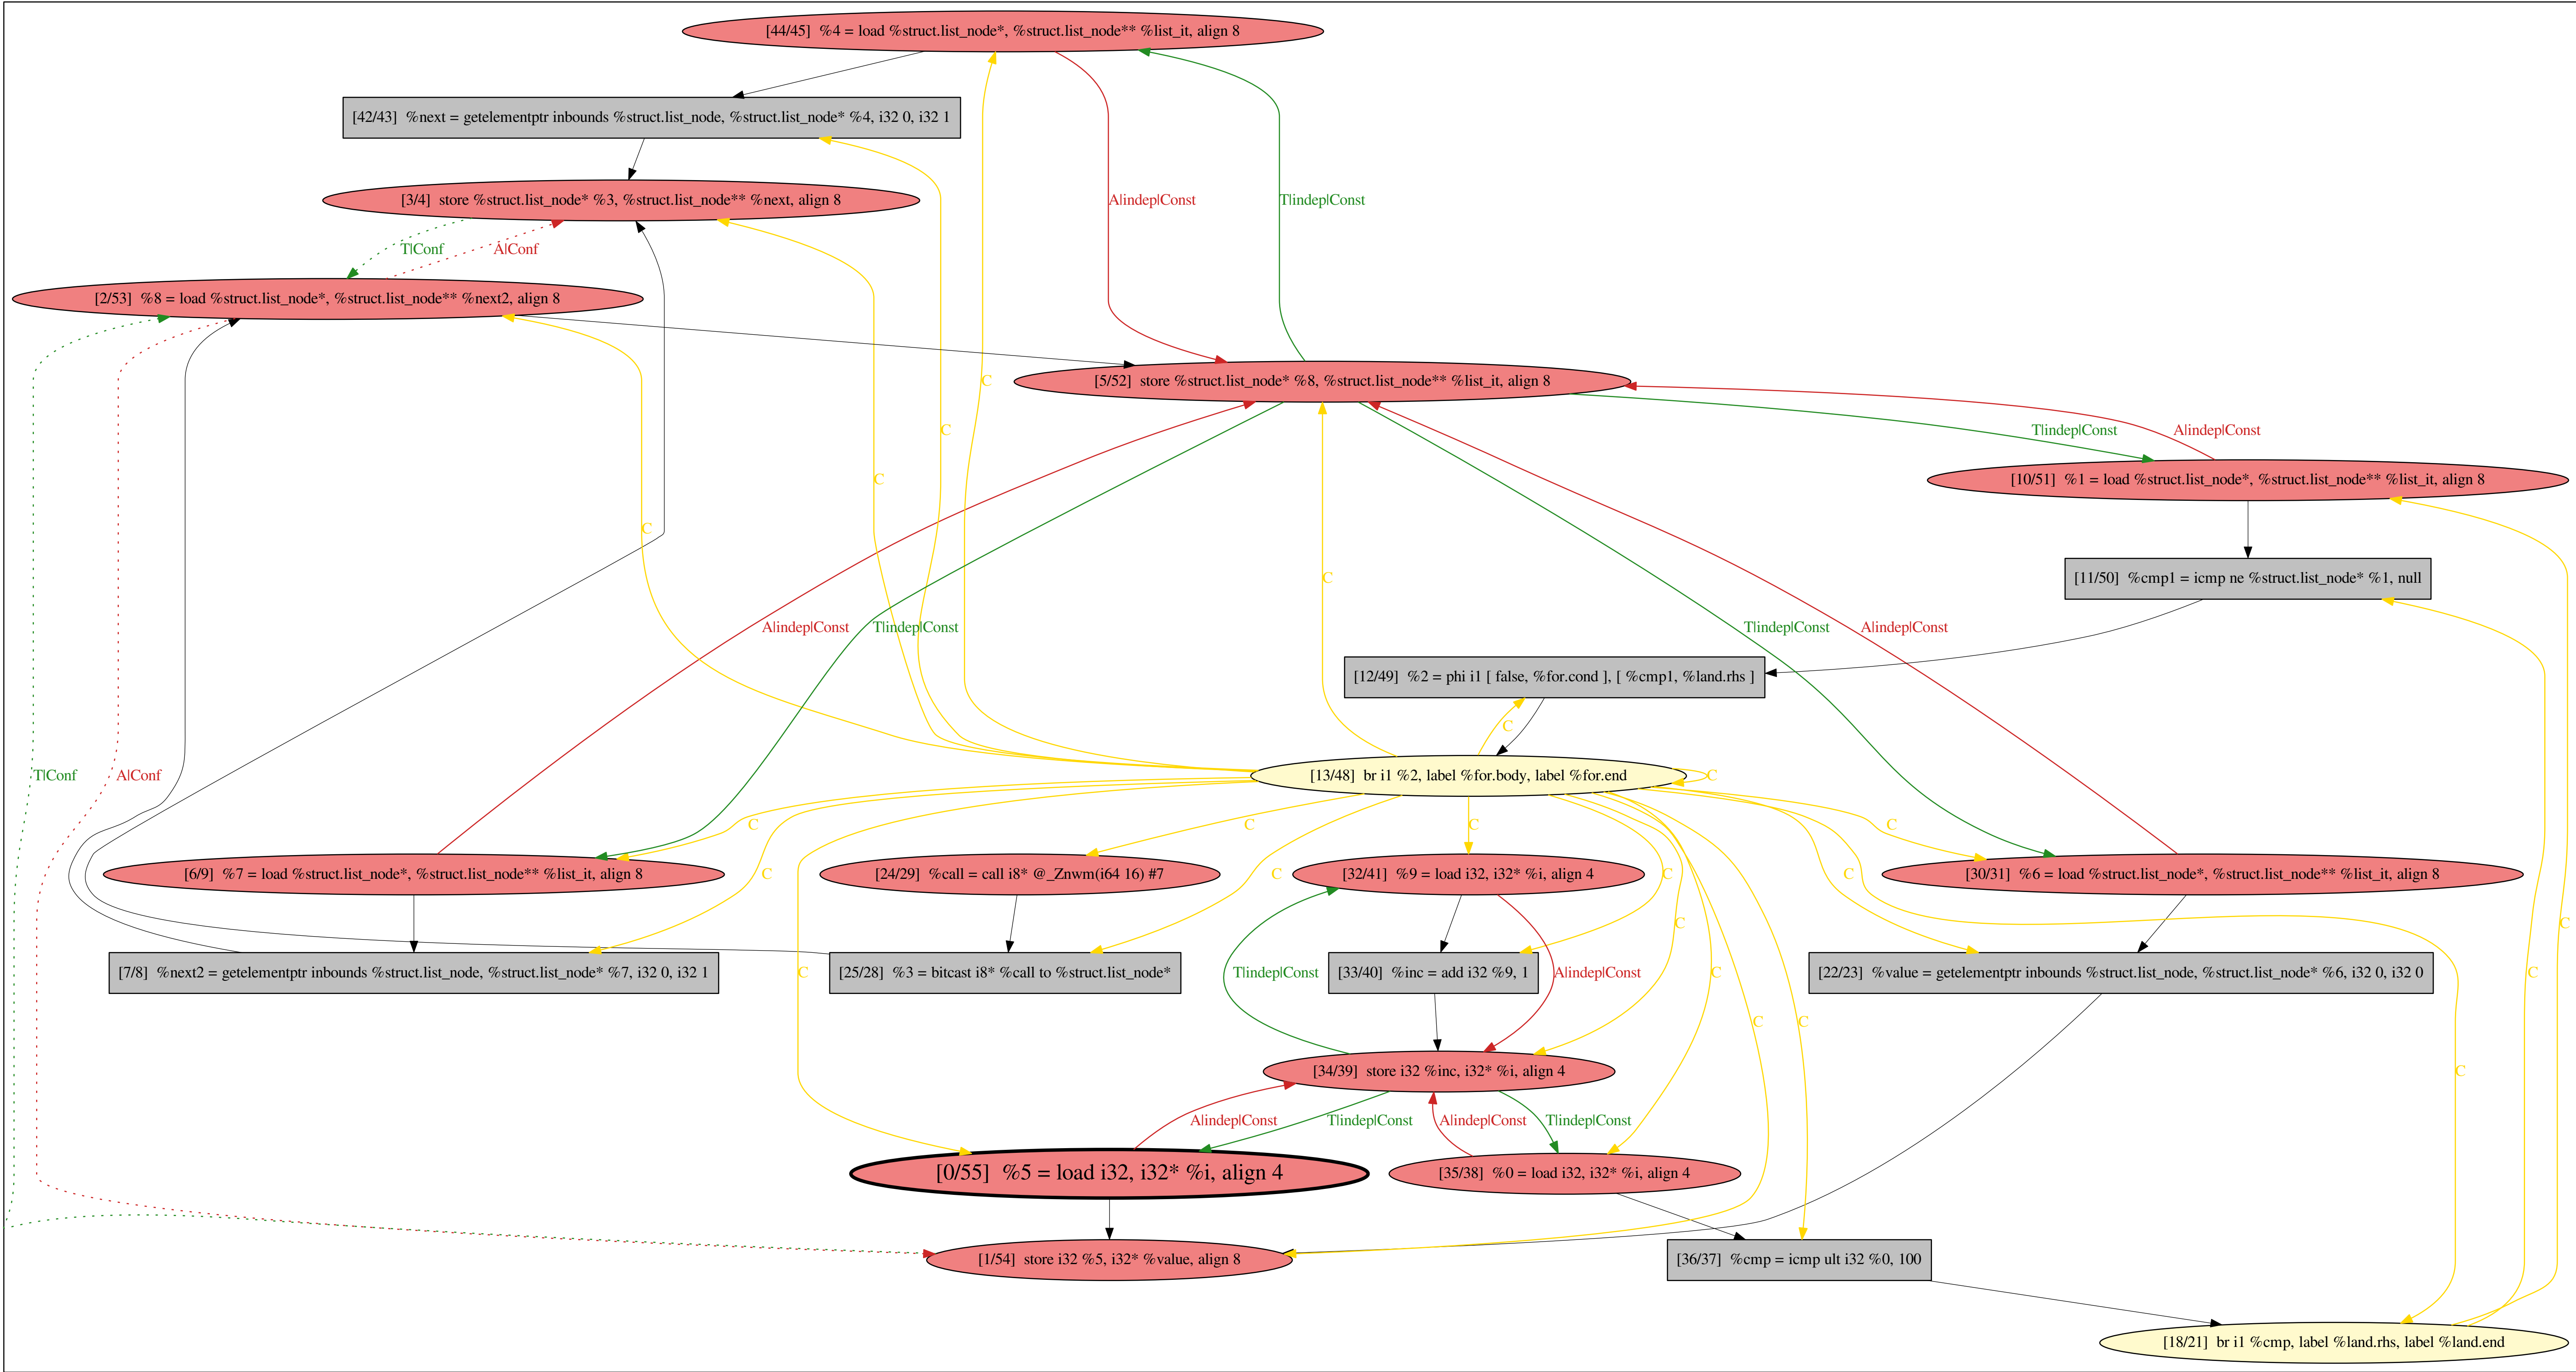 [44/45] %4 = load %struct.list_node*, %struct.list_node** %list_it, align 8
[42/43] %next = getelementptr inbounds %struct.list_node, %struct.list_node* %4, i32 0, i32 1
[3/4] store %struct.list_node* %3, %struct.list_node** %next, align 8
A|indep|Const
T|indep|Const
T|Conf
A|Conf
[2/53] %8 = load %struct.list_node*, %struct.list_node** %next2, align 8
[5/52] store %struct.list_node* %8, %struct.list_node** %list_it, align 8
C
C
T|indep|Const
A|indep|Const
C
[10/51] %1 = load %struct.list_node*, %struct.list_node** %list_it, align 8
C
C
[11/50] %cmp1 = icmp ne %struct.list_node* %1, null
A|indep|Const
T|indep|Const
T|indep|Const
A|indep|Const
[12/49] %2 = phi i1 [ false, %for.cond ], [ %cmp1, %land.rhs ]
C
T|Conf
A|Conf
[13/48] br i1 %2, label %for.body, label %for.end
C
C
C
C
C
[6/9] %7 = load %struct.list_node*, %struct.list_node** %list_it, align 8
C
[24/29] %call = call i8* @_Znwm(i64 16) #7
C
[32/41] %9 = load i32, i32* %i, align 4
C
C
[30/31] %6 = load %struct.list_node*, %struct.list_node** %list_it, align 8
C
C
[7/8] %next2 = getelementptr inbounds %struct.list_node, %struct.list_node* %7, i32 0, i32 1
C
[25/28] %3 = bitcast i8* %call to %struct.list_node*
T|indep|Const
[33/40] %inc = add i32 %9, 1
A|indep|Const
C
[22/23] %value = getelementptr inbounds %struct.list_node, %struct.list_node* %6, i32 0, i32 0
C
C
C
[34/39] store i32 %inc, i32* %i, align 4
C
A|indep|Const
T|indep|Const
A|indep|Const
T|indep|Const
[0/55] %5 = load i32, i32* %i, align 4
[35/38] %0 = load i32, i32* %i, align 4
[1/54] store i32 %5, i32* %value, align 8
[36/37] %cmp = icmp ult i32 %0, 100
[18/21] br i1 %cmp, label %land.rhs, label %land.end